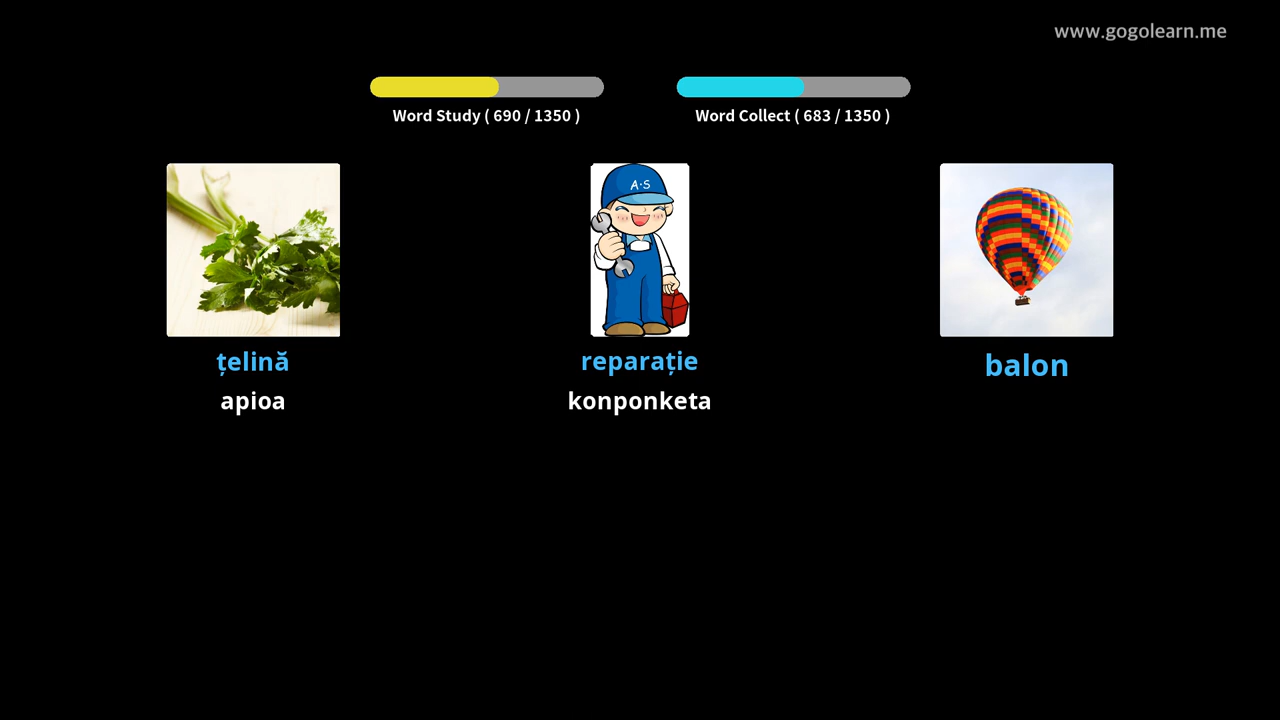 www.gogolearn.me
Word Study ( 690 / 1350 )
Word Collect ( 683 / 1350 )
A·S
țelină
reparație
balon
apioa
konponketa